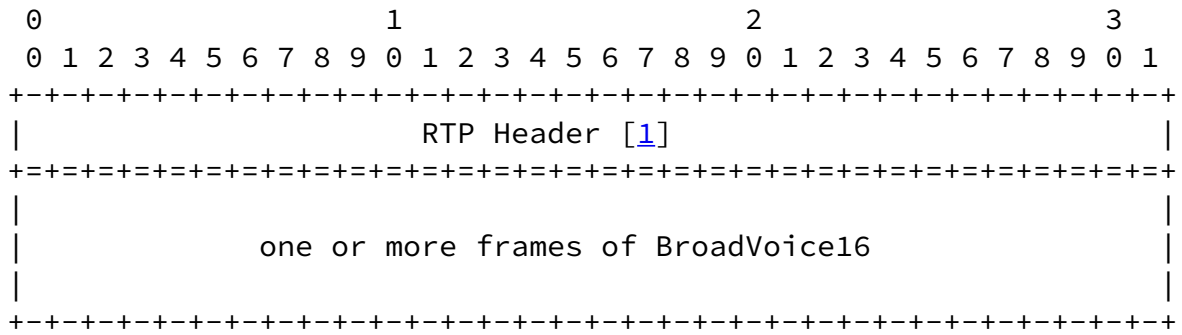 0                   1                   2                   3
 0 1 2 3 4 5 6 7 8 9 0 1 2 3 4 5 6 7 8 9 0 1 2 3 4 5 6 7 8 9 0 1
+-+-+-+-+-+-+-+-+-+-+-+-+-+-+-+-+-+-+-+-+-+-+-+-+-+-+-+-+-+-+-+-+
|                      RTP Header [1]                           |
+=+=+=+=+=+=+=+=+=+=+=+=+=+=+=+=+=+=+=+=+=+=+=+=+=+=+=+=+=+=+=+=+
|                                                               |
|             one or more frames of BroadVoice16                |
|                                                               |
+-+-+-+-+-+-+-+-+-+-+-+-+-+-+-+-+-+-+-+-+-+-+-+-+-+-+-+-+-+-+-+-+